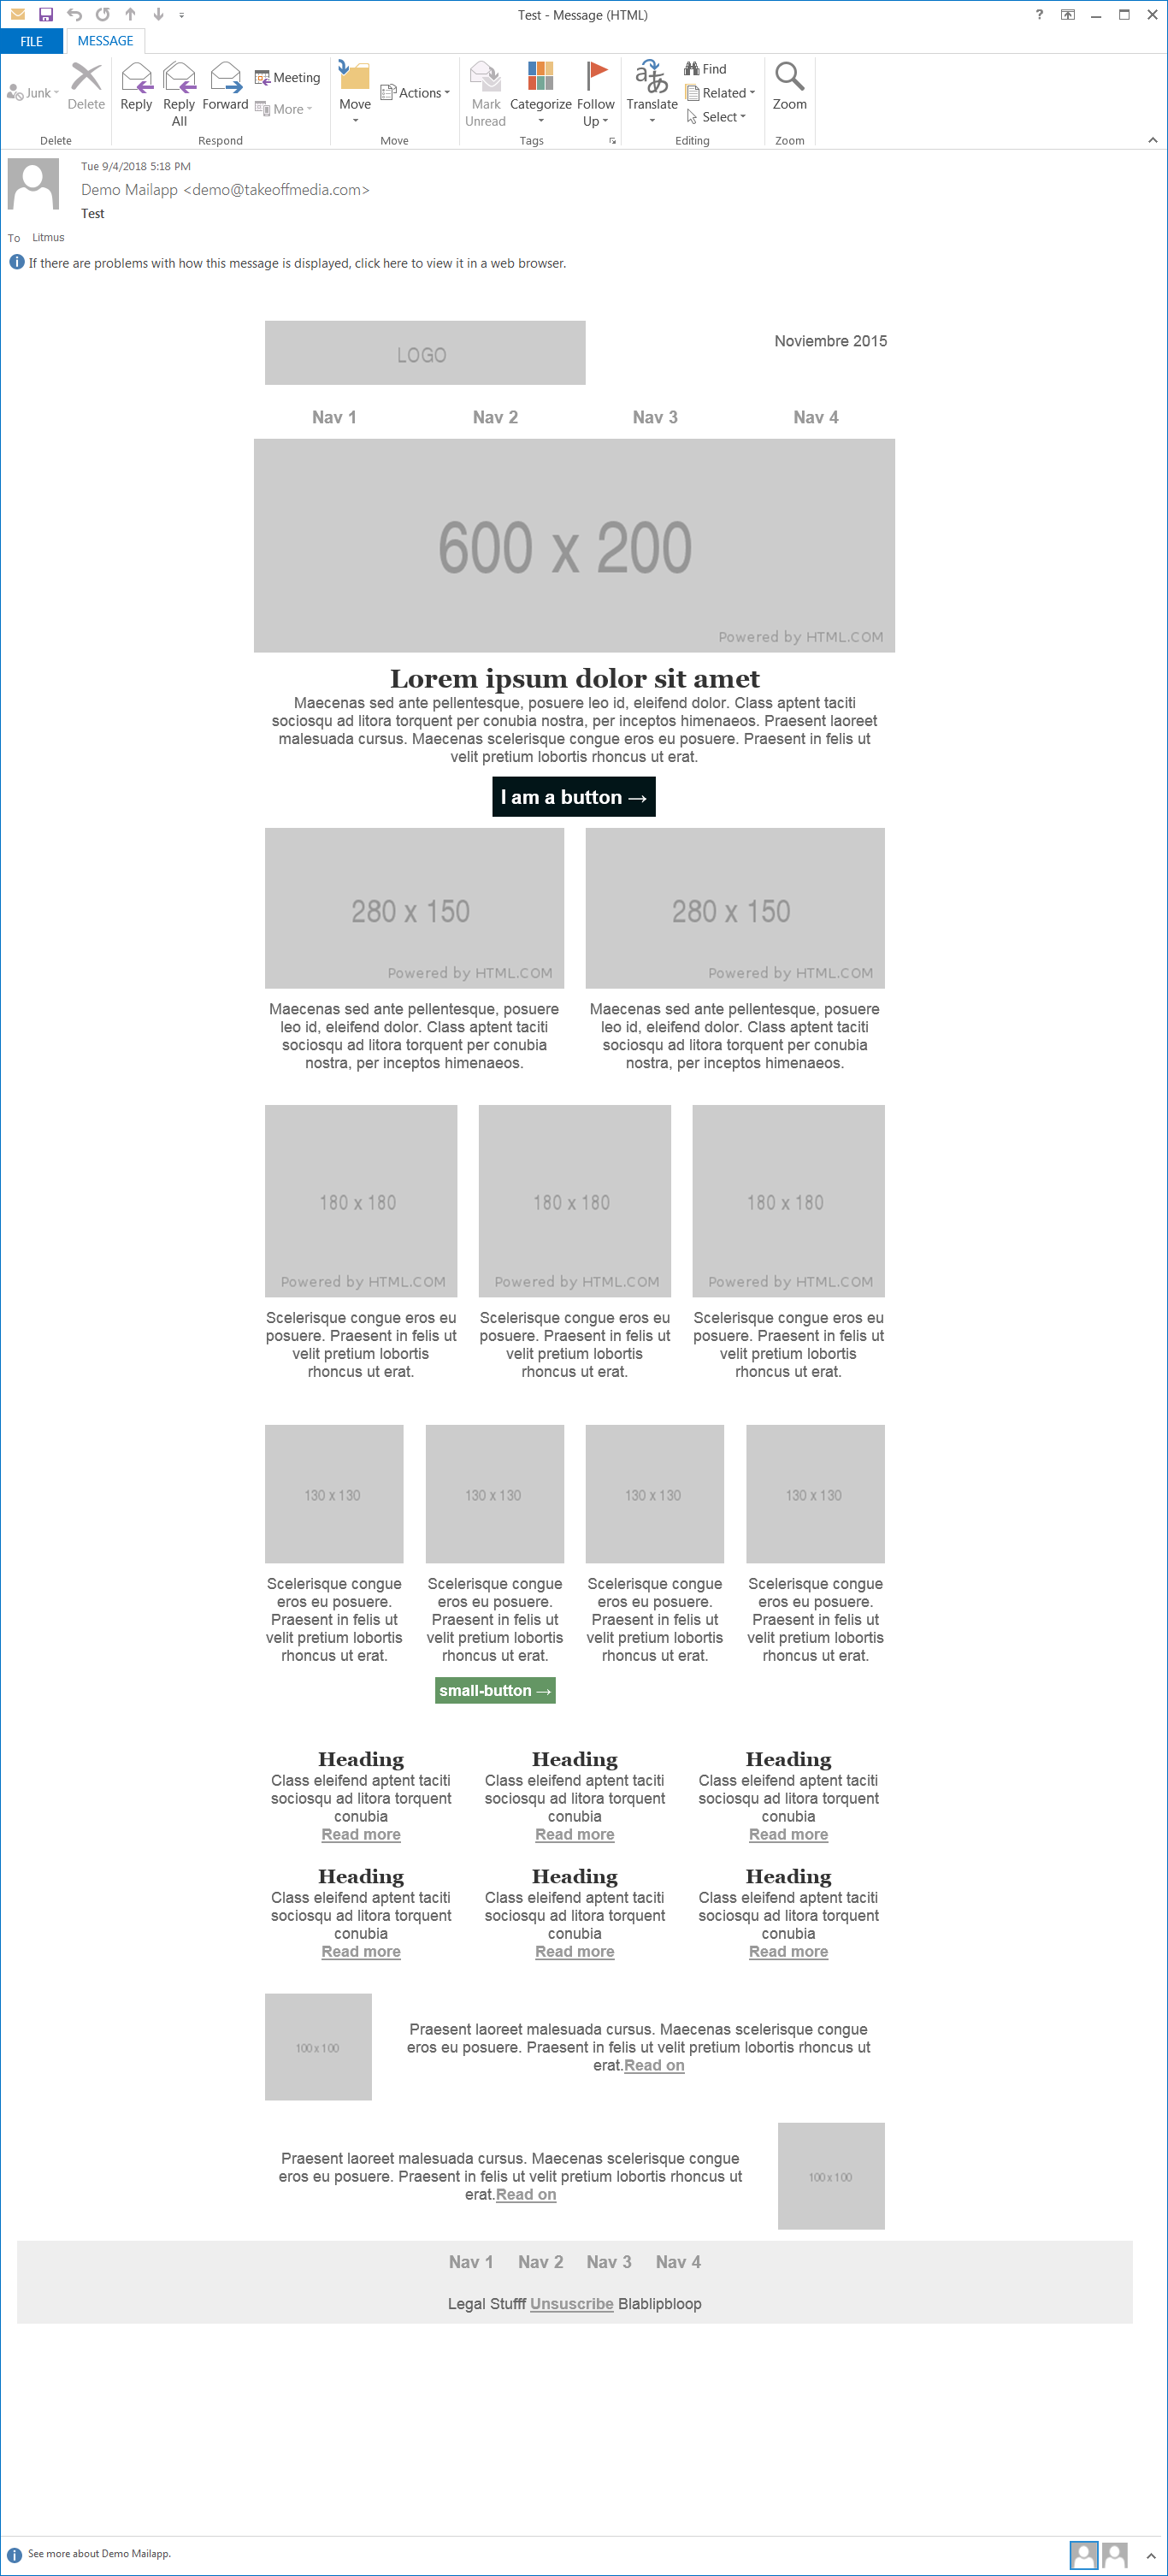 Test - Message (HTML)
?
FILE
MESSAGE
Junk
Delete
Reply
Reply All
Forward
Meeting
More
Move
Actions
Mark Unread
Categorize
Follow Up
Translate
Find
Related
Select
Zoom
Delete
Respond
Move
Tags
Editing
Zoom
Tue 9/4/2018 5:18 PM
Demo Mailapp <demo@takeoffmedia.com>
Test
To Litmus
If there are problems with how this message is displayed, click here to view it in a web browser.
LOGO
Noviembre 2015
Nav 1 Nav 2 Nav 3 Nav 4
600 x 200
Powered by HTML.COM
Lorem ipsum dolor sit amet
Maecenas sed ante pellentesque, posuere leo id, eleifend dolor. Class aptent taciti
sociosqu ad litora torquent per conubia nostra, per inceptos himenaeos. Praesent laoreet
malesuada cursus. Maecenas scelerisque congue eros eu posuere. Praesent in felis ut
velit pretium lobortis rhoncus ut erat.
I am a button →
280 x 150
Powered by HTML.COM
Maecenas sed ante pellentesque, posuere
leo id, eleifend dolor. Class aptent taciti
sociosqu ad litora torquent per conubia
nostra, per inceptos himenaeos.
280 x 150
Powered by HTML.COM
Maecenas sed ante pellentesque, posuere
leo id, eleifend dolor. Class aptent taciti
sociosqu ad litora torquent per conubia
nostra, per inceptos himenaeos.
180 x 180
Powered by HTML.COM
Scelerisque congue eros eu
posuere. Praesent in felis ut
velit pretium lobortis
rhoncus ut erat.
180 x 180
Powered by HTML.COM
Scelerisque congue eros eu
posuere. Praesent in felis ut
velit pretium lobortis
rhoncus ut erat.
180 x 180
Powered by HTML.COM
Scelerisque congue eros eu
posuere. Praesent in felis ut
velit pretium lobortis
rhoncus ut erat.
130 x 130
Scelerisque congue
eros eu posuere.
Praesent in felis ut
velit pretium lobortis
rhoncus ut erat.
130 x 130
Scelerisque congue
eros eu posuere.
Praesent in felis ut
velit pretium lobortis
rhoncus ut erat.
small-button →
130 x 130
Scelerisque congue
eros eu posuere.
Praesent in felis ut
velit pretium lobortis
rhoncus ut erat.
130 x 130
Scelerisque congue
eros eu posuere.
Praesent in felis ut
velit pretium lobortis
rhoncus ut erat.
Heading
Class eleifend aptent taciti
sociosqu ad litora torquent
conubia
Read more
Heading
Class eleifend aptent taciti
sociosqu ad litora torquent
conubia
Read more
Heading
Class eleifend aptent taciti
sociosqu ad litora torquent
conubia
Read more
Heading
Class eleifend aptent taciti
sociosqu ad litora torquent
conubia
Read more
Heading
Class eleifend aptent taciti
sociosqu ad litora torquent
conubia
Read more
Heading
Class eleifend aptent taciti
sociosqu ad litora torquent
conubia
Read more
100 x 100
Praesent laoreet malesuada cursus. Maecenas scelerisque congue
eros eu posuere. Praesent in felis ut velit pretium lobortis rhoncus ut
erat.Read on
Praesent laoreet malesuada cursus. Maecenas scelerisque congue
eros eu posuere. Praesent in felis ut velit pretium lobortis rhoncus ut
erat.Read on
100 x 100
Nav 1 Nav 2 Nav 3 Nav 4
Legal Stufff Unsuscribe Blablipbloop
See more about Demo Mailapp.